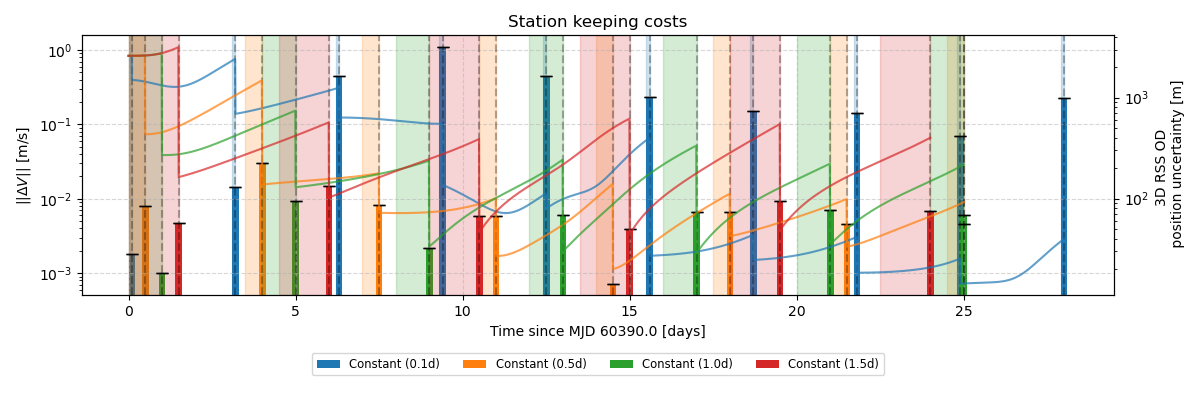 Station keeping costs
||ΔV|| [m/s]
10⁰
10⁻¹
10⁻²
10⁻³
10³
10²
3D RSS OD
position uncertainty [m]
0 5 10 15 20 25
Time since MJD 60390.0 [days]
Constant (0.1d) Constant (0.5d) Constant (1.0d) Constant (1.5d)